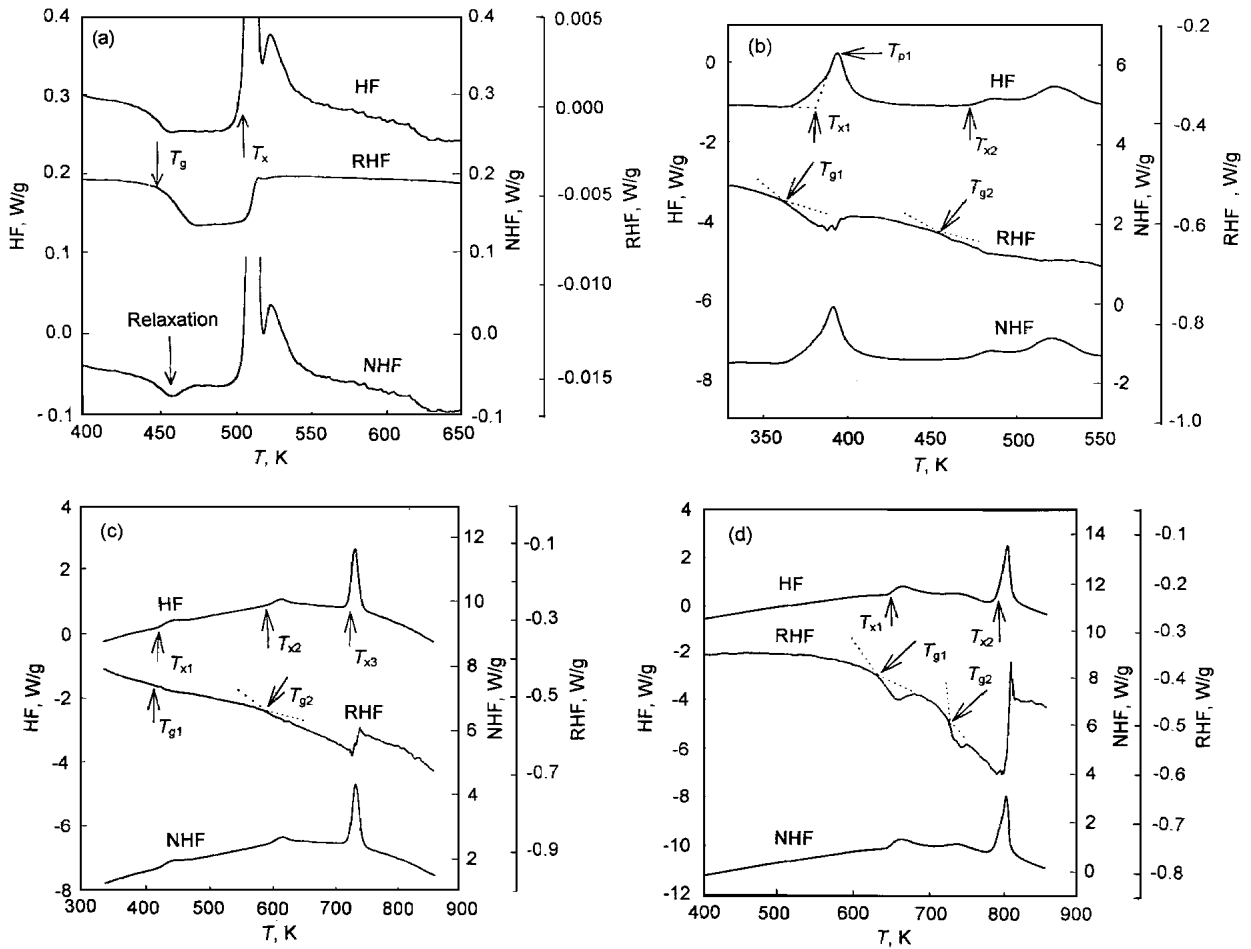 (a)
0.4
0.3
0.2
0.1
0.0
-0.1
HF, W/g
400 450 500 550 600 650
T, K
0.4
0.3
0.2
0.1
0.0
-0.1
NHF, W/g
0.005
0.000
-0.005
-0.010
-0.015
RHF, W/g
HF
Tg
Tx
RHF
Relaxation
NHF
(b)
0
-2
-4
-6
-8
HF, W/g
350 400 450 500 550
T, K
6
4
2
0
-2
NHF, W/g
-0.2
-0.4
-0.6
-0.8
-1.0
RHF , W/g
Tp1
HF
Tx1
Tx2
Tg1
Tg2
RHF
NHF
(c)
4
2
0
-2
-4
-6
-8
HF, W/g
300 400 500 600 700 800 900
T, K
12
10
8
6
4
2
NHF, W/g
-0.1
-0.3
-0.5
-0.7
-0.9
RHF, W/g
HF
Tx1
Tx2
Tx3
Tg1
Tg2
RHF
NHF
(d)
4
2
0
-2
-4
-6
-8
-10
-12
HF, W/g
400 500 600 700 800 900
T, K
14
12
10
8
6
4
2
0
NHF, W/g
-0.1
-0.2
-0.3
-0.4
-0.5
-0.6
-0.7
-0.8
RHF, W/g
HF
Tx1
Tx2
RHF
Tg1
Tg2
NHF